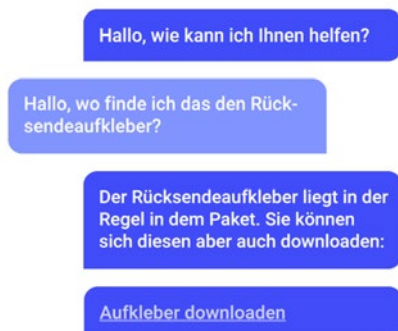 Hallo, wie kann ich Ihnen helfen?
Hallo, wo finde ich das den Rück-
sendeaufkleber?
Der Rücksendeaufkleber liegt in der
Regel in dem Paket. Sie können
sich diesen aber auch downloaden:
Aufkleber downloaden